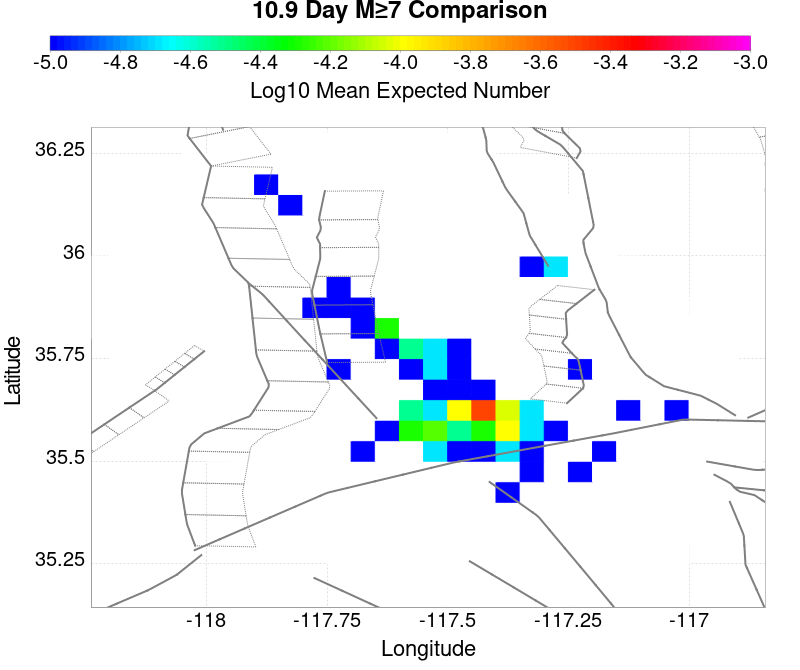 10.9 Day M≥7 Comparison
-5.0 -4.8 -4.6 -4.4 -4.2 -4.0 -3.8 -3.6 -3.4 -3.2 -3.0
Log10 Mean Expected Number
36.25
36
35.75
35.5
35.25
Latitude
-118 -117.75 -117.5 -117.25 -117
Longitude